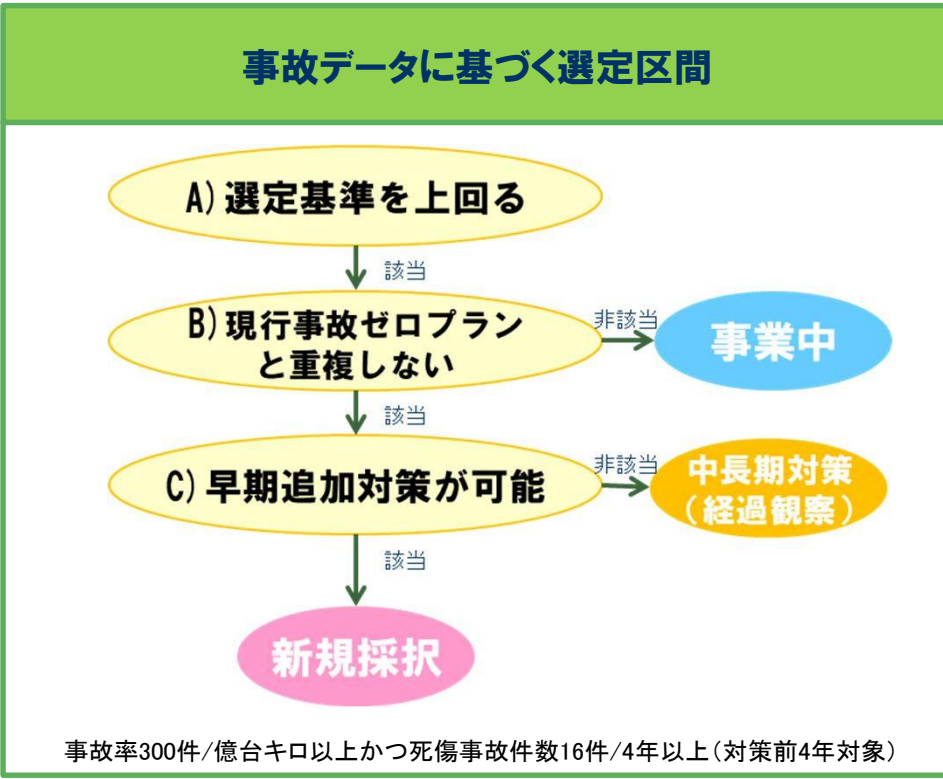 事故データに基づく選定区間
A)選定基準を上回る
該当
B)現行事故ゼロプラン
と重複しない
非該当
事業中
該当
C)早期追加対策が可能
非該当
中長期対策
(経過観察)
該当
新規採択
事故率300件/億台キロ以上かつ死傷事故件数16件/4年以上(対策前4年対象)